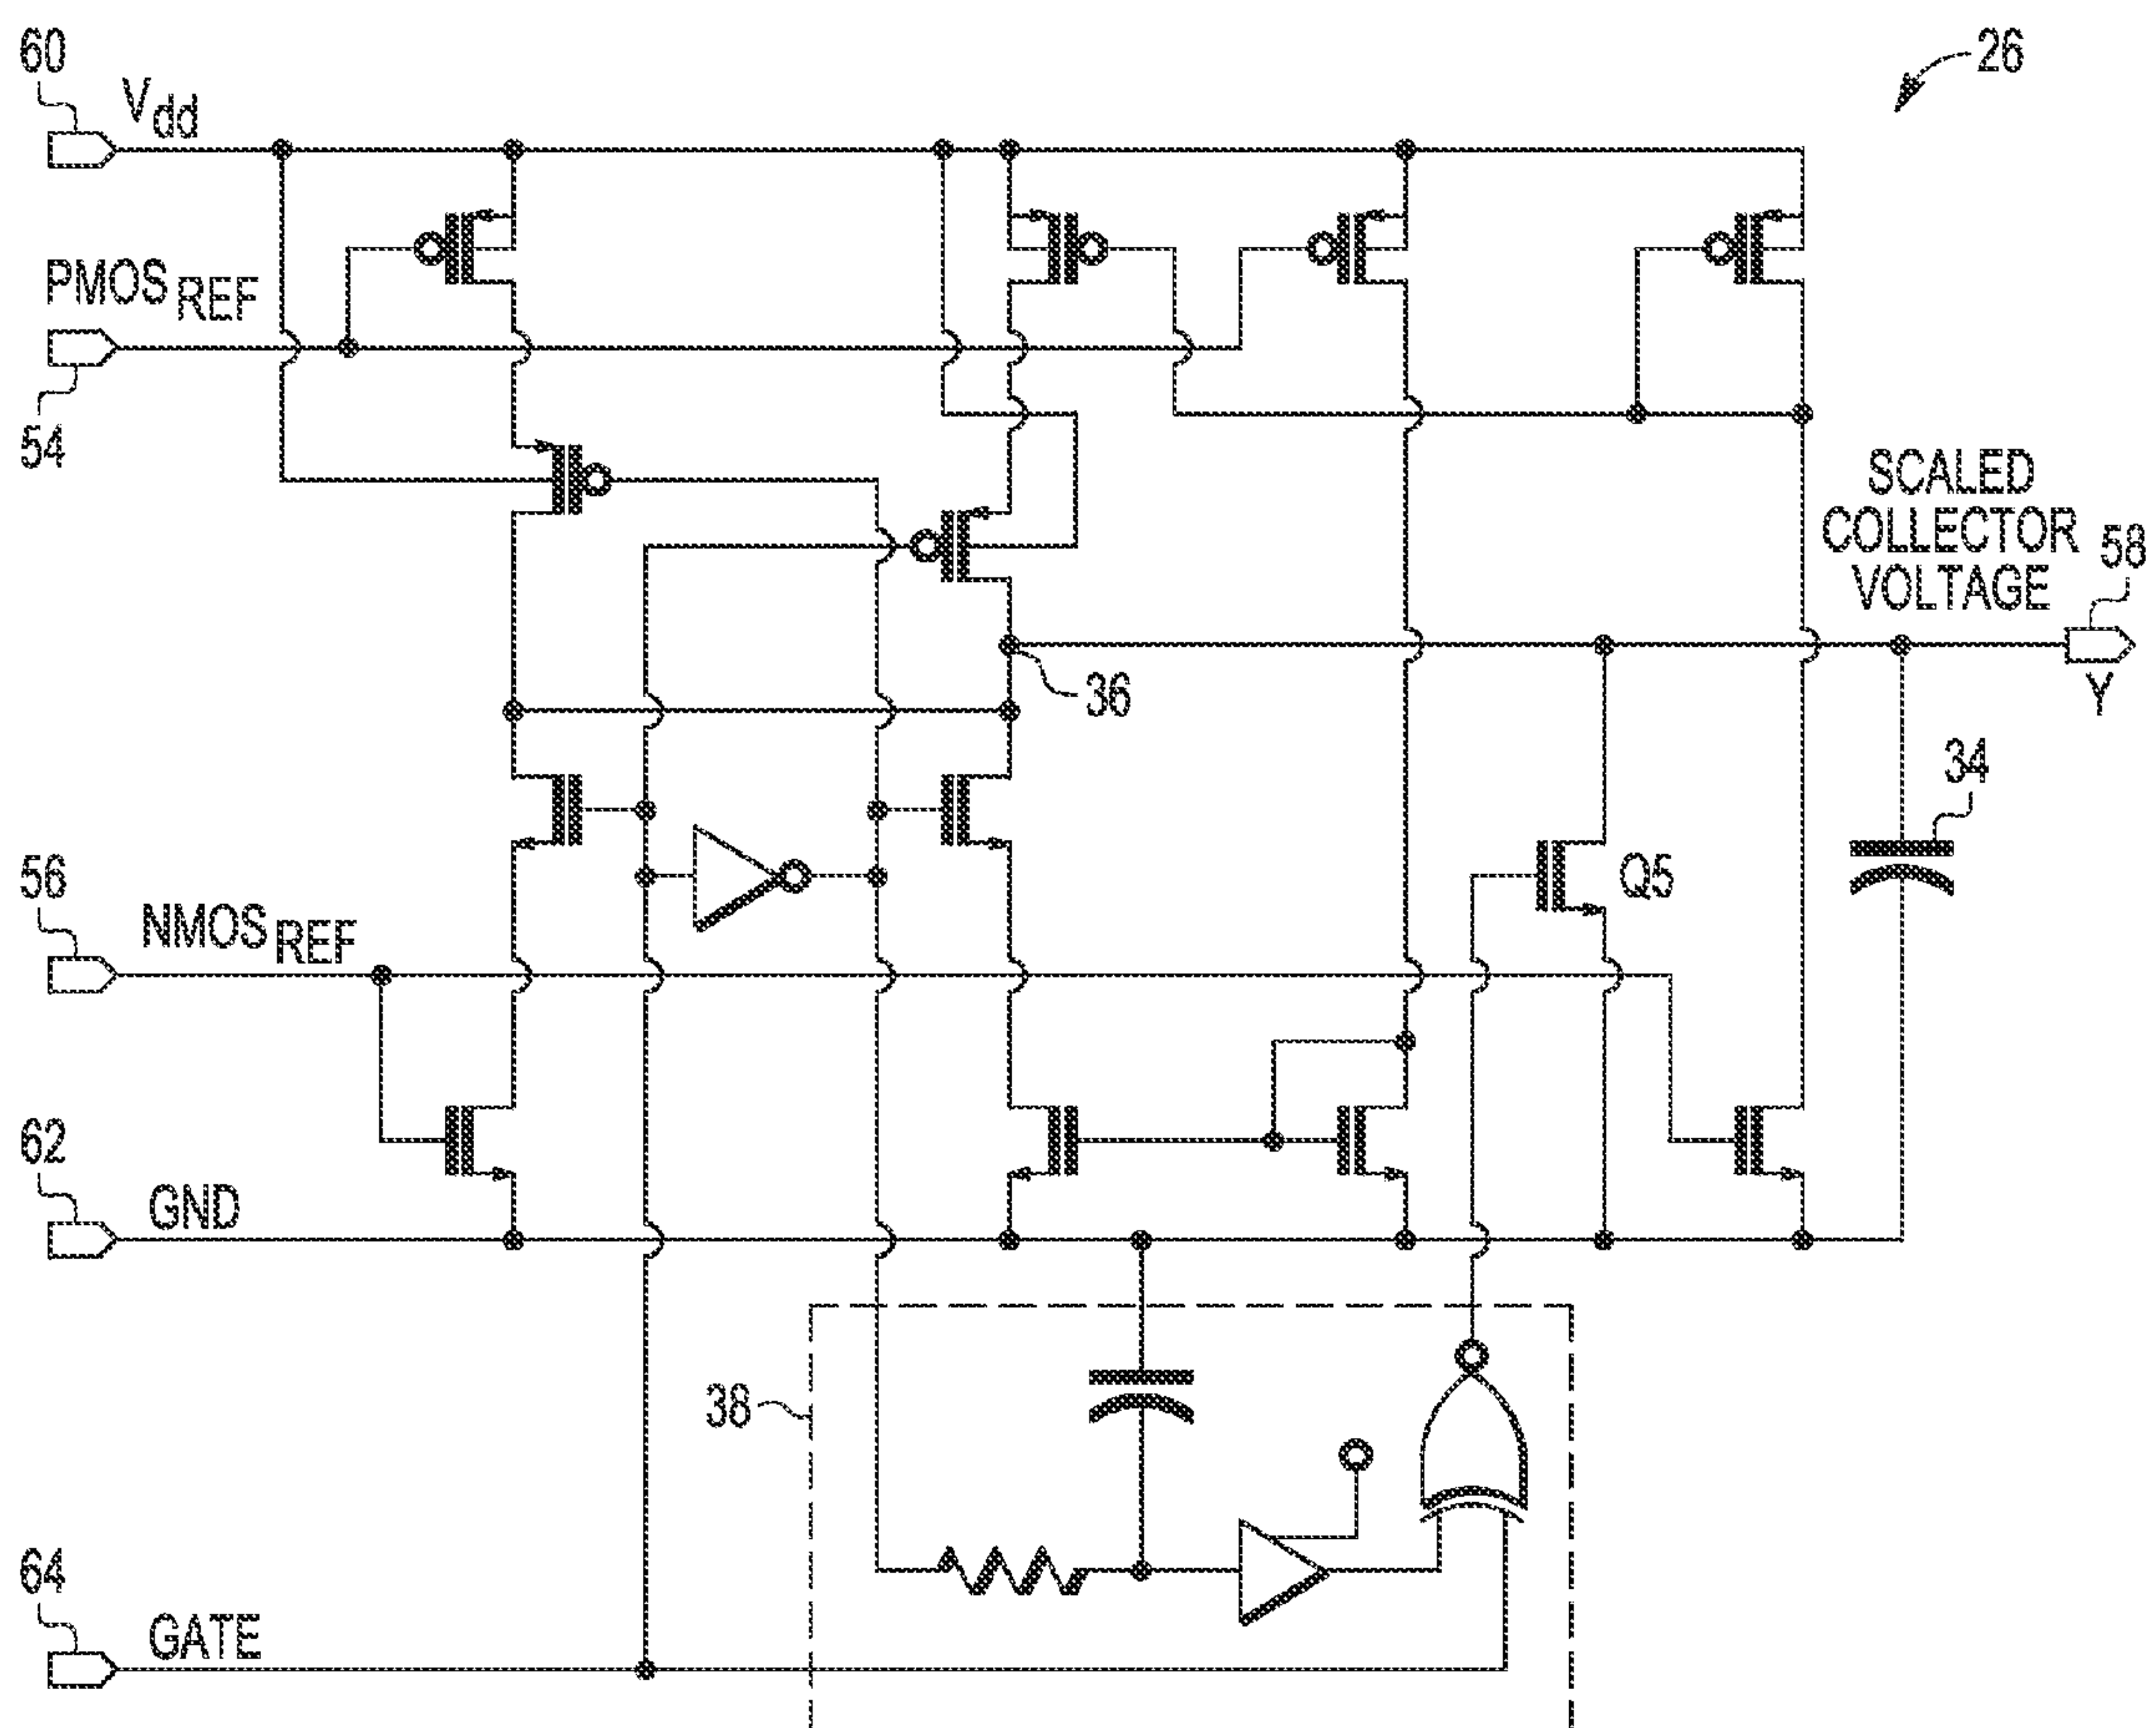 60
Vdd
26
PMOS REF
54
SCALED
COLLECTOR
VOLTAGE
58
36
Y
34
56
Q5
NMOS REF
62
GND
38
64
GATE